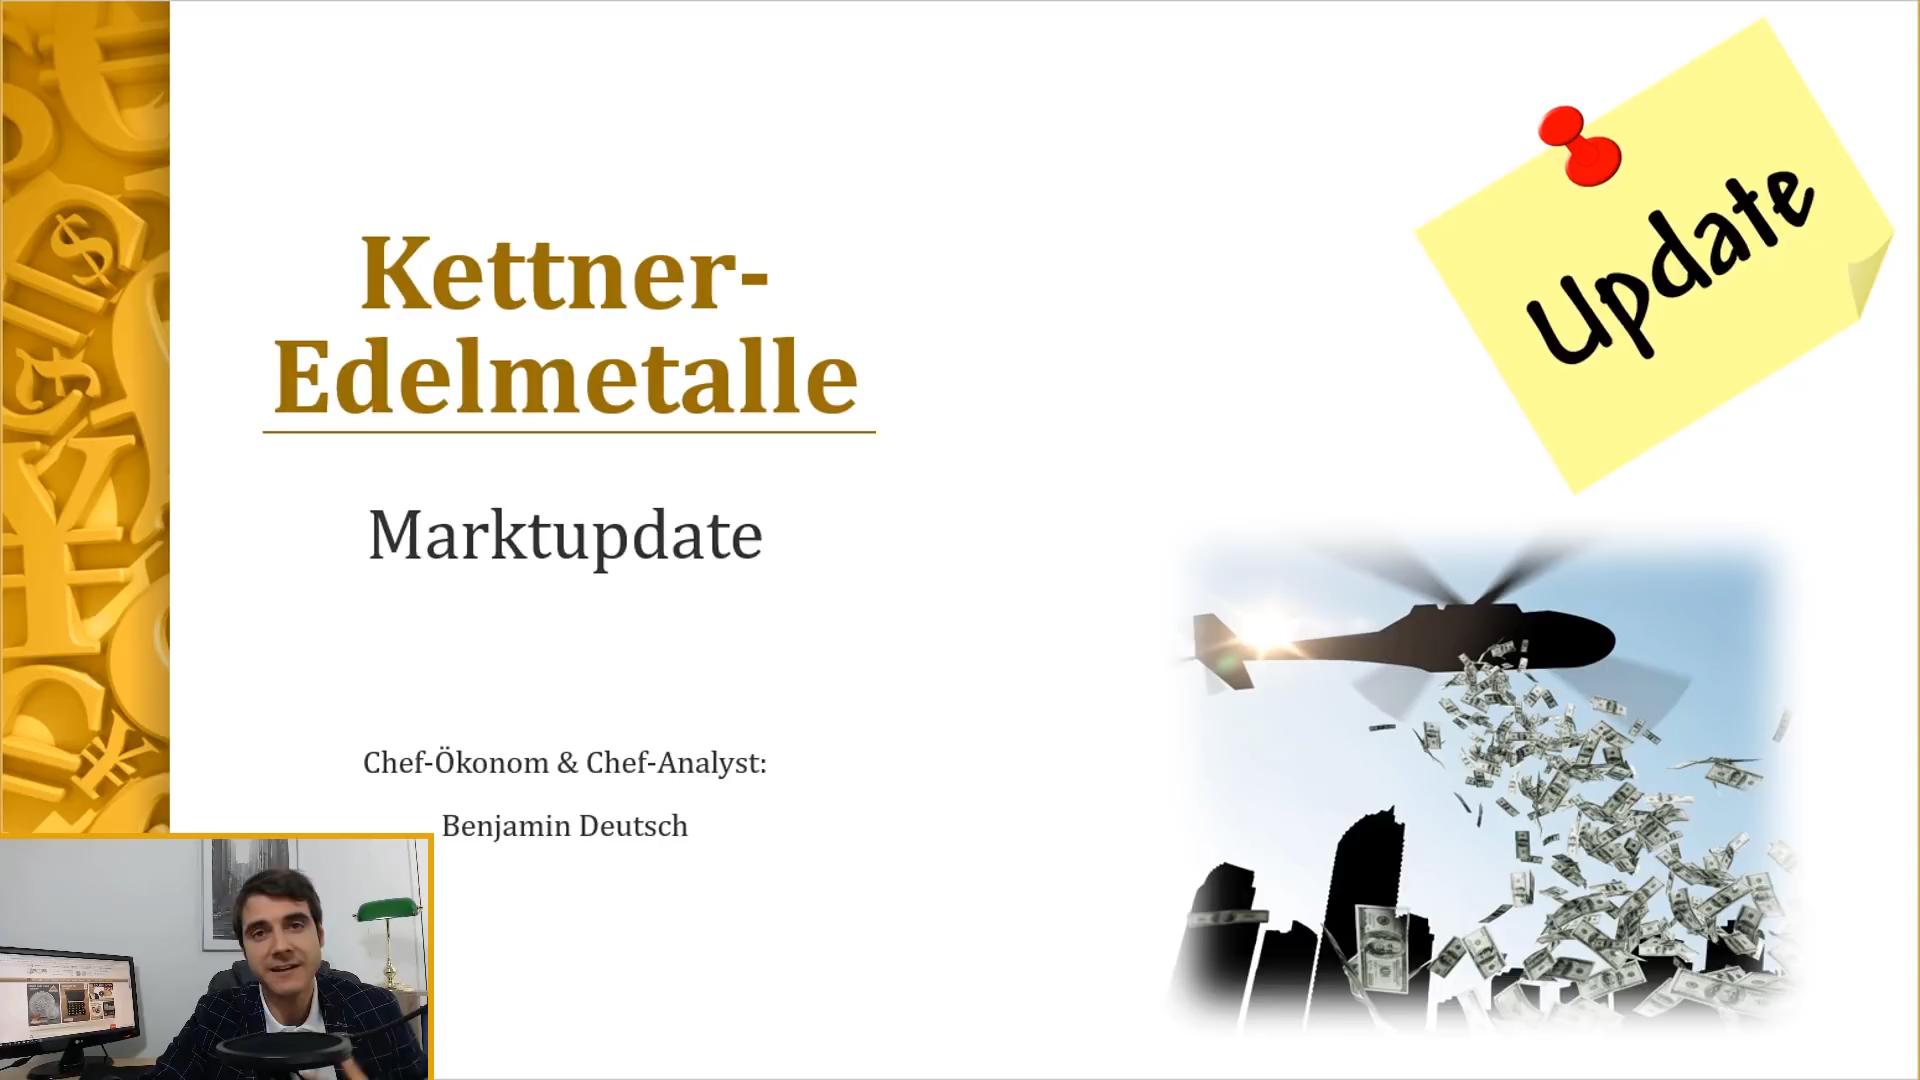 Kettner-
Edelmetalle
Marktupdate
Chef-Ökonom & Chef-Analyst:
Benjamin Deutsch
Update